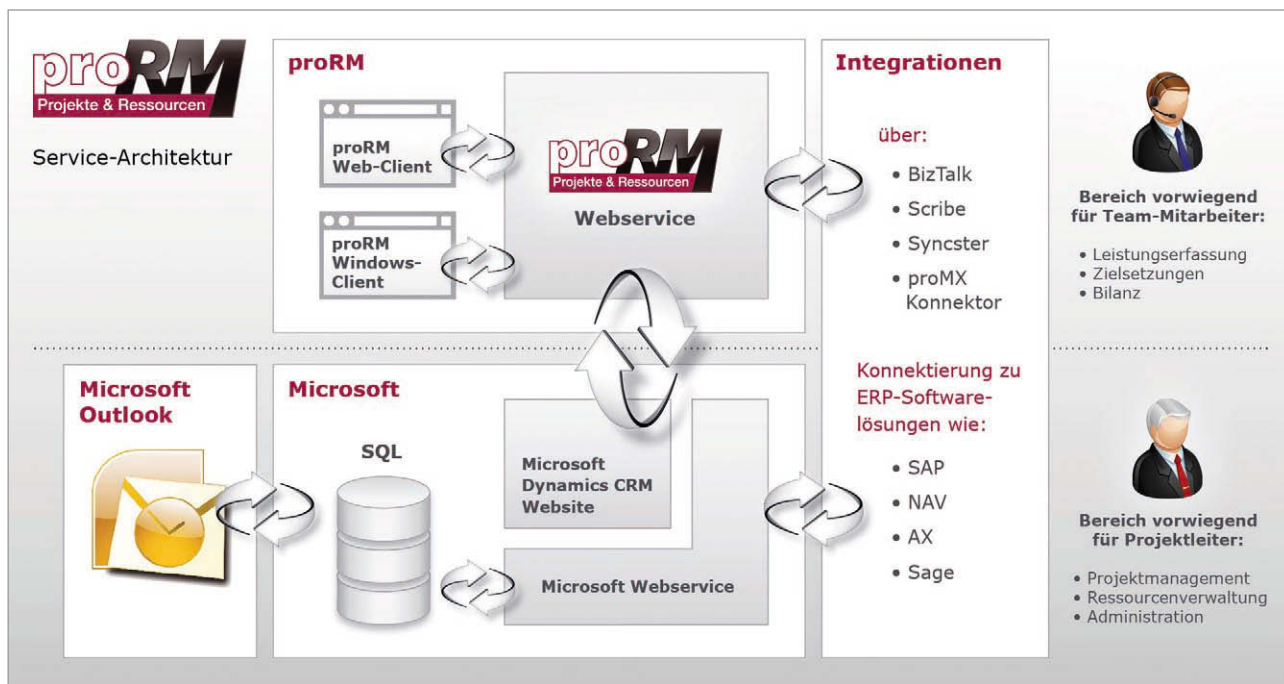 proRM
Projekte & Ressourcen
Service-Architektur
proRM
proRM
Web-Client
proRM
Windows-
Client
proRM
Projekte & Ressourcen
Webservice
Integrationen
über:
• BizTalk
• Scribe
• Syncster
• proMX
Konnektor
Konnektierung zu
ERP-Software-
lösungen wie:
• SAP
• NAV
• AX
• Sage
Bereich vorwiegend
für Team-Mitarbeiter:
• Leistungserfassung
• Zielsetzungen
• Bilanz
Microsoft
Outlook
Microsoft
SQL
Microsoft
Dynamics CRM
Website
Microsoft Webservice
Bereich vorwiegend
für Projektleiter:
• Projektmanagement
• Ressourcenverwaltung
• Administration